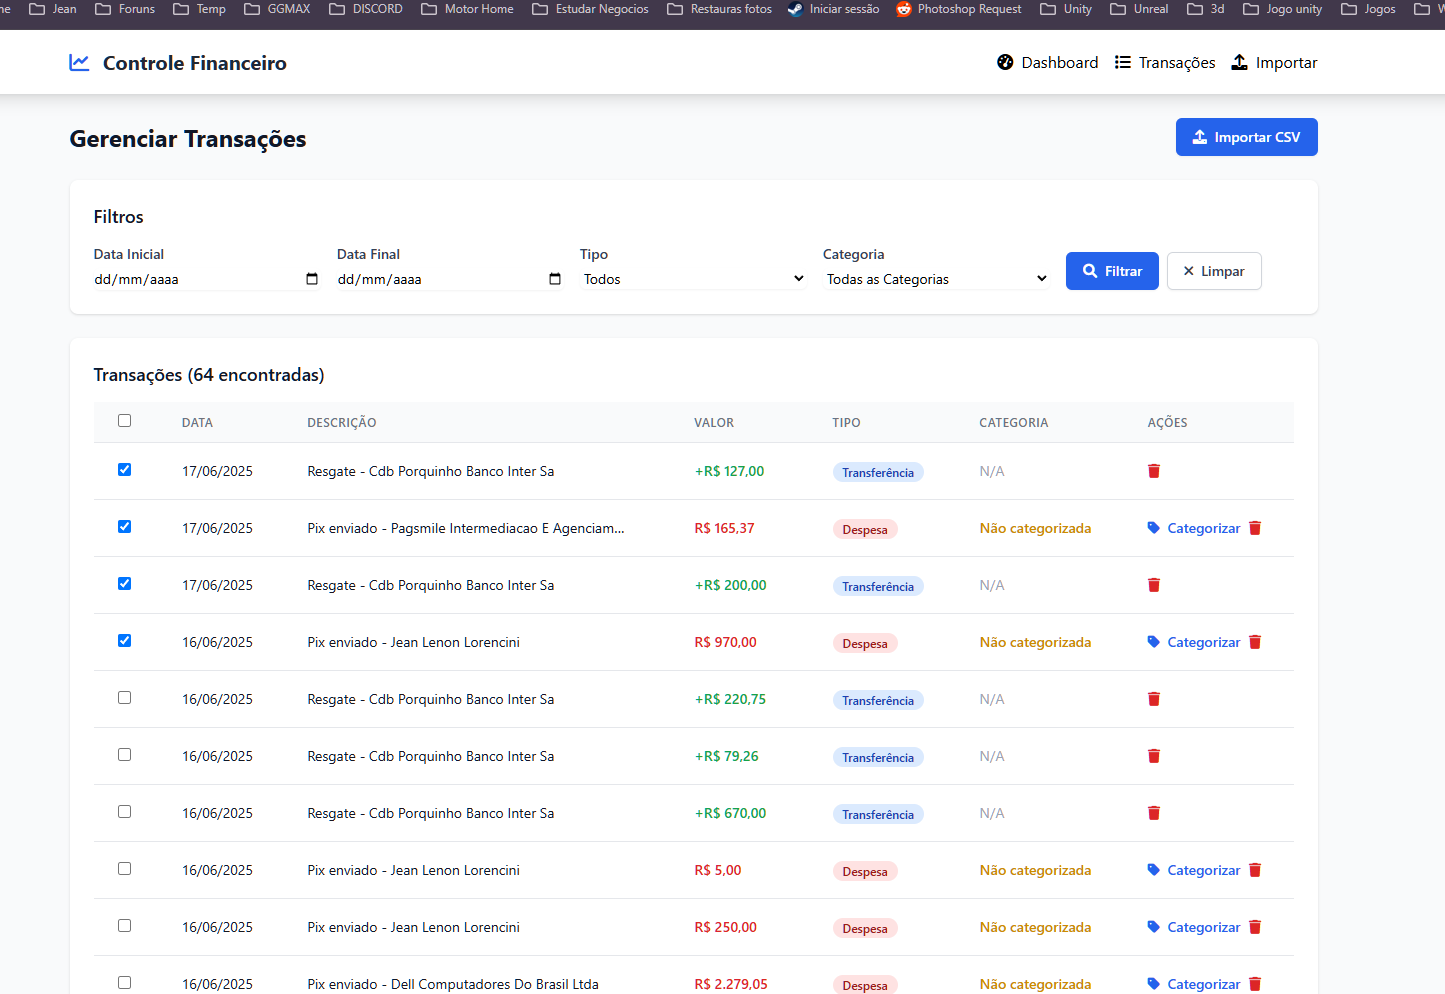 ne Jean Foruns Temp GGMAX DISCORD Motor Home Estudar Negocios Restauras fotos Iniciar sessão Photoshop Request Unity Unreal 3d Jogo unity Jogos W
Controle Financeiro Dashboard Transações Importar
Gerenciar Transações Importar CSV
Filtros
Data Inicial Data Final Tipo Categoria
dd/mm/aaaa dd/mm/aaaa Todos Todas as Categorias Filtrar Limpar
Transações (64 encontradas)
DATA DESCRIÇÃO VALOR TIPO CATEGORIA AÇÕES
17/06/2025 Resgate - Cdb Porquinho Banco Inter Sa +R$ 127,00 Transferência N/A
17/06/2025 Pix enviado - Pagsmile Intermediacao E Agenciam... R$ 165,37 Despesa Não categorizada Categorizar
17/06/2025 Resgate - Cdb Porquinho Banco Inter Sa +R$ 200,00 Transferência N/A
16/06/2025 Pix enviado - Jean Lenon Lorencini R$ 970,00 Despesa Não categorizada Categorizar
16/06/2025 Resgate - Cdb Porquinho Banco Inter Sa +R$ 220,75 Transferência N/A
16/06/2025 Resgate - Cdb Porquinho Banco Inter Sa +R$ 79,26 Transferência N/A
16/06/2025 Resgate - Cdb Porquinho Banco Inter Sa +R$ 670,00 Transferência N/A
16/06/2025 Pix enviado - Jean Lenon Lorencini R$ 5,00 Despesa Não categorizada Categorizar
16/06/2025 Pix enviado - Jean Lenon Lorencini R$ 250,00 Despesa Não categorizada Categorizar
16/06/2025 Pix enviado - Dell Computadores Do Brasil Ltda R$ 2.279,05 Despesa Não categorizada Categorizar